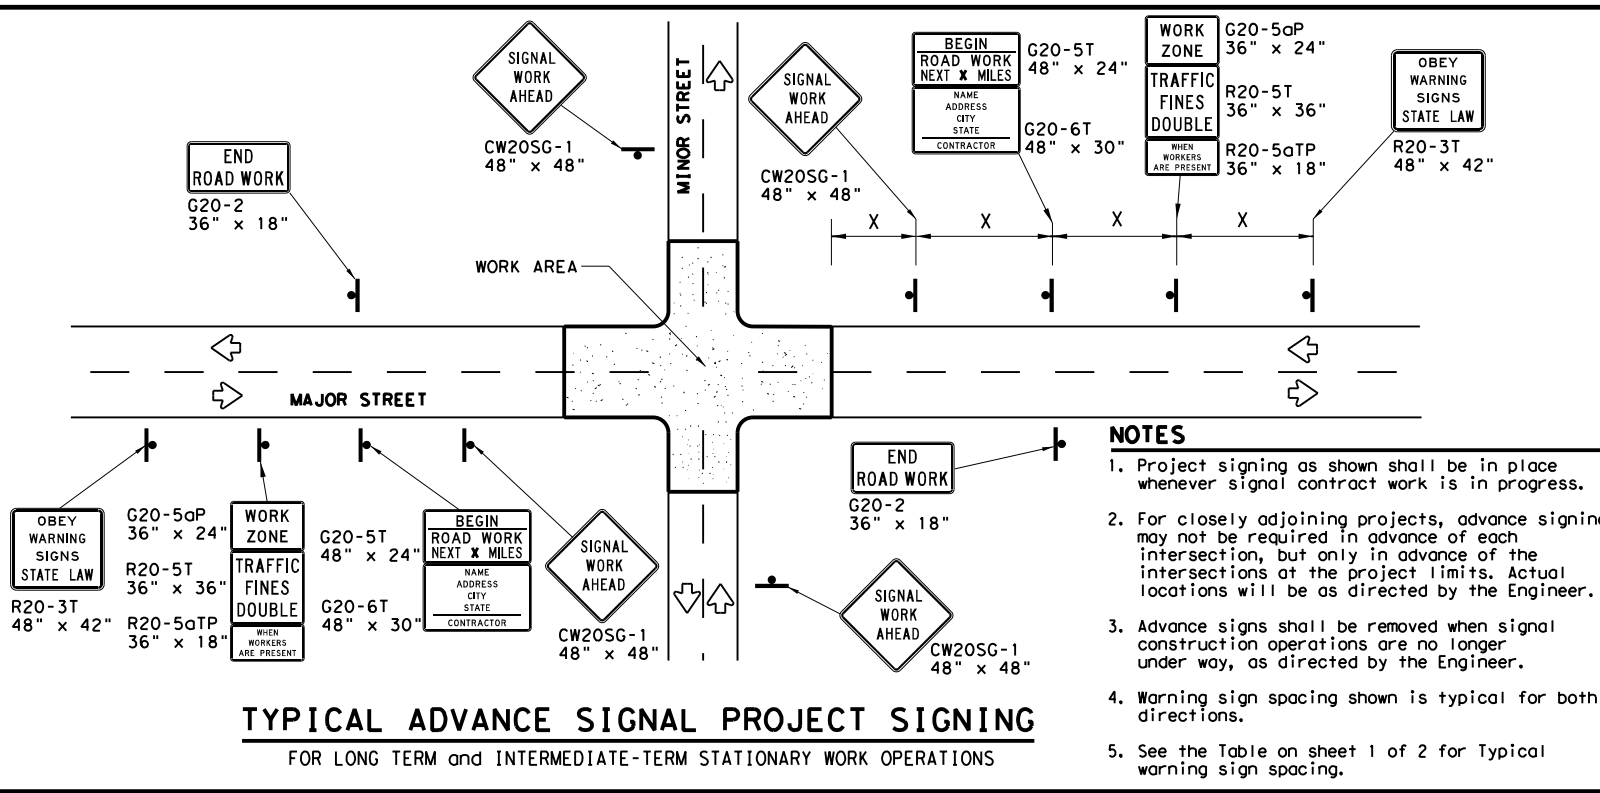 SIGNAL
WORK
AHEAD
CW20SG-1
48" x 48"
MINOR STREET
SIGNAL
WORK
AHEAD
CW20SG-1
48" x 48"
BEGIN
ROAD WORK
NEXT X MILES
NAME
ADDRESS
CITY
STATE
CONTRACTOR
G20-5T
48" x 24"
G20-6T
48" x 30"
WORK
ZONE
TRAFFIC
FINES
DOUBLE
WHEN
WORKERS
ARE PRESENT
G20-5aP
36" x 24"
R20-5T
36" x 36"
R20-5aTP
36" x 18"
OBEY
WARNING
SIGNS
STATE LAW
R20-3T
48" x 42"
END
ROAD WORK
G20-2
36" x 18"
X
X
X
X
WORK AREA
MAJOR STREET
OBEY
WARNING
SIGNS
STATE LAW
R20-3T
48" x 42"
G20-5aP
36" x 24"
R20-5T
36" x 36"
R20-5aTP
36" x 18"
WORK
ZONE
TRAFFIC
FINES
DOUBLE
WHEN
WORKERS
ARE PRESENT
G20-5T
48" x 24"
G20-6T
48" x 30"
BEGIN
ROAD WORK
NEXT X MILES
NAME
ADDRESS
CITY
STATE
CONTRACTOR
SIGNAL
WORK
AHEAD
CW20SG-1
48" x 48"
END
ROAD WORK
G20-2
36" x 18"
SIGNAL
WORK
AHEAD
CW20SG-1
48" x 48"
NOTES
1. Project signing as shown shall be in place
whenever signal contract work is in progress.
2. For closely adjoining projects, advance signing
may not be required in advance of each
intersection, but only in advance of the
intersections at the project limits. Actual
locations will be as directed by the Engineer.
3. Advance signs shall be removed when signal
construction operations are no longer
under way, as directed by the Engineer.
4. Warning sign spacing shown is typical for both
directions.
5. See the Table on sheet 1 of 2 for Typical
warning sign spacing.
TYPICAL ADVANCE SIGNAL PROJECT SIGNING
FOR LONG TERM and INTERMEDIATE-TERM STATIONARY WORK OPERATIONS